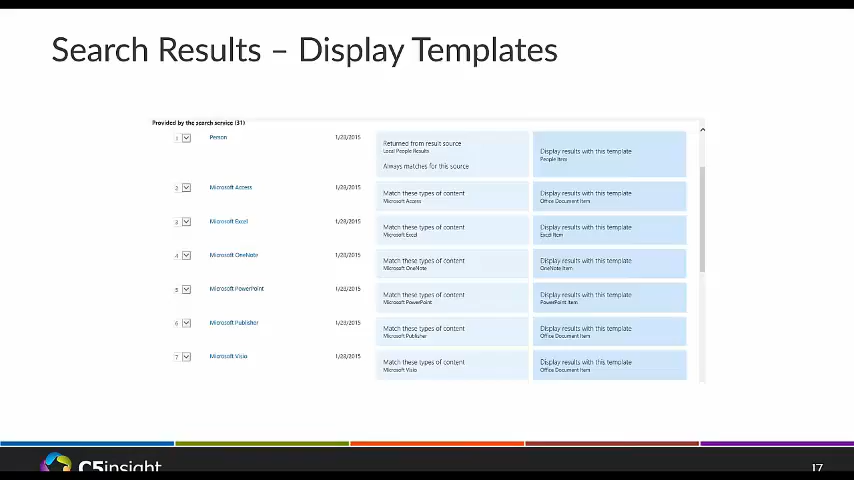 Search Results – Display Templates
Provided by the search service (31)
1 Person 1/28/2015 Returned from result source Display results with this template
Local People Results People Item
Always matches for this source
2 Microsoft Access 1/28/2015 Match these types of content Display results with this template
Microsoft Access Office Document Item
3 Microsoft Excel 1/28/2015 Match these types of content Display results with this template
Microsoft Excel Excel Item
4 Microsoft OneNote 1/28/2015 Match these types of content Display results with this template
Microsoft OneNote OneNote Item
5 Microsoft PowerPoint 1/28/2015 Match these types of content Display results with this template
Microsoft PowerPoint PowerPoint Item
6 Microsoft Publisher 1/28/2015 Match these types of content Display results with this template
Microsoft Publisher Office Document Item
7 Microsoft Visio 1/28/2015 Match these types of content Display results with this template
Microsoft Visio Office Document Item
C5insight
17